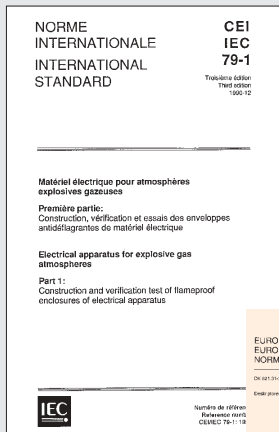 NORME
INTERNATIONALE
INTERNATIONAL
STANDARD
CEI
IEC
79-1
Troisième édition
Third edition
1990-12
Matériel électrique pour atmosphères
explosives gazeuses
Première partie:
Construction, vérification et essais des enveloppes
antidéflagrantes de matériel électrique
Electrical apparatus for explosive gas
atmospheres
Part 1:
Construction and verification test of flameproof
enclosures of electrical apparatus
IEC
Numéro de référen
Reference numb
CEI/IEC 79-1: 19
EURO
EURO
NORM